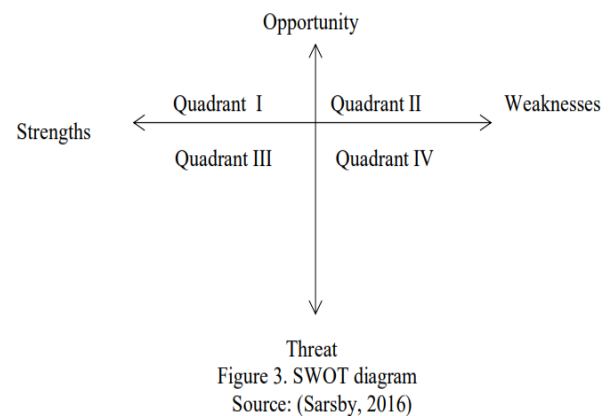 Opportunity
Quadrant I
Quadrant II
Weaknesses
Strengths
Quadrant III
Quadrant IV
Threat
Figure 3. SWOT diagram
Source: (Sarsby, 2016)